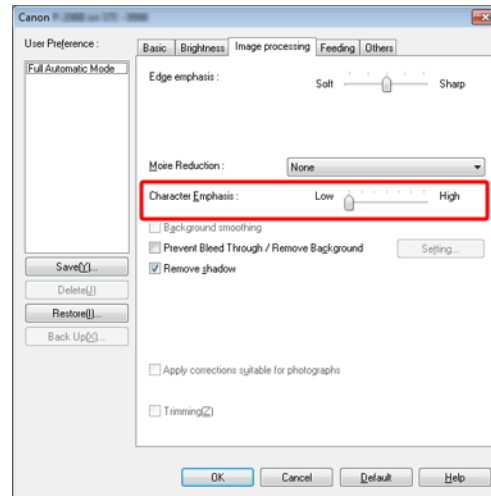 Canon
User Preference :
Full Automatic Mode
Save(Y)...
Delete(J)
Restore(I)...
Back Up(X)...
Basic Brightness Image processing Feeding Others
Edge emphasis :
Soft Sharp
Moire Reduction : None
Character Emphasis : Low High
Background smoothing
Prevent Bleed Through / Remove Background Setting...
Remove shadow
Apply corrections suitable for photographs
Trimming(Z)
OK Cancel Default Help